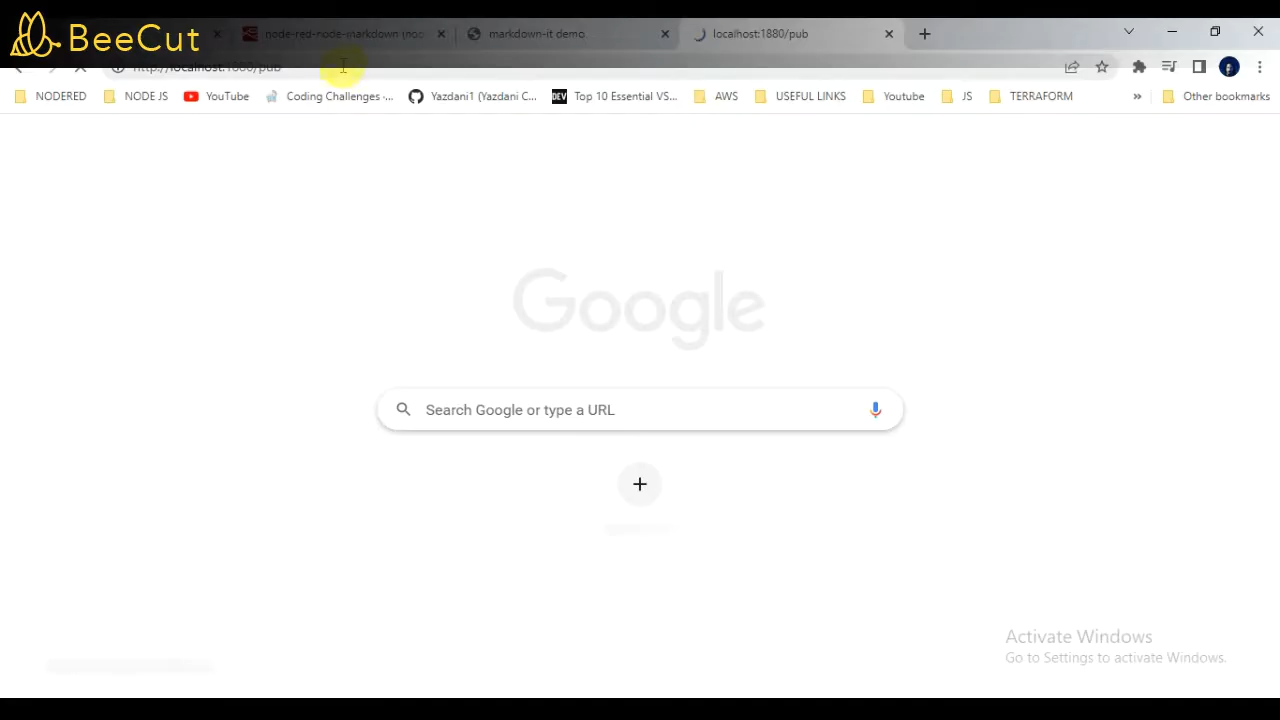 BeeCut
node-red-node-markdown (noc
markdown-it demo
localhost:1880/pub
http://localhost:1880/pub
NODERED
NODE JS
YouTube
Coding Challenges -...
Yazdani1 (Yazdani C...
DEV
Top 10 Essential VS...
AWS
USEFUL LINKS
Youtube
JS
TERRAFORM
»
Other bookmarks
Google
Search Google or type a URL
Activate Windows
Go to Settings to activate Windows.